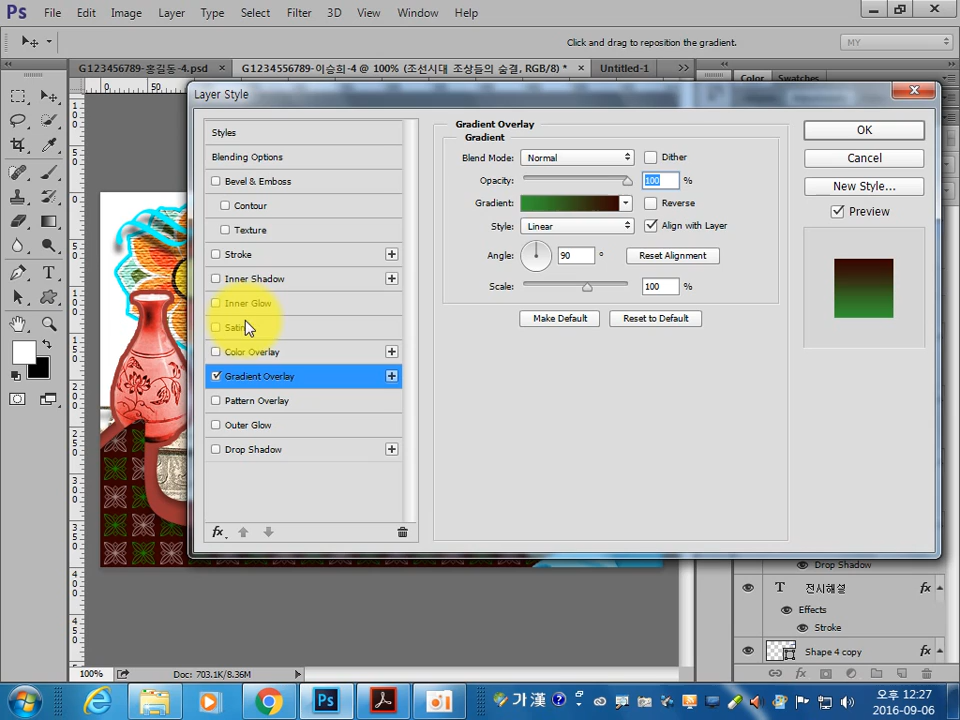 Ps File Edit Image Layer Type Select Filter 3D View Window Help
Click and drag to reposition the gradient.
MY
G123456789-홍길동-4.psd × G1234556789-이승희-4 @ 100% (조선시대 조상들의 숨결, RGB/8) * × Untitled-1 >>
Color Swatches
0 50
Layer Style
Styles
Blending Options
Bevel & Emboss
Contour
Texture
Stroke
Inner Shadow
Inner Glow
Satin
Color Overlay
Gradient Overlay
Pattern Overlay
Outer Glow
Drop Shadow
fx
Gradient Overlay
Gradient
Blend Mode: Normal Dither
Opacity: 100 %
Gradient: Reverse
Style: Linear Align with Layer
Angle: 90 ° Reset Alignment
Scale: 100 %
Make Default Reset to Default
OK
Cancel
New Style...
Preview
Drop Shadow
T 전시해설 fx
Effects
Stroke
Shape 4 copy fx
100% Doc: 703.1K/8.36M
가 漢
오후 12:27
2016-09-06